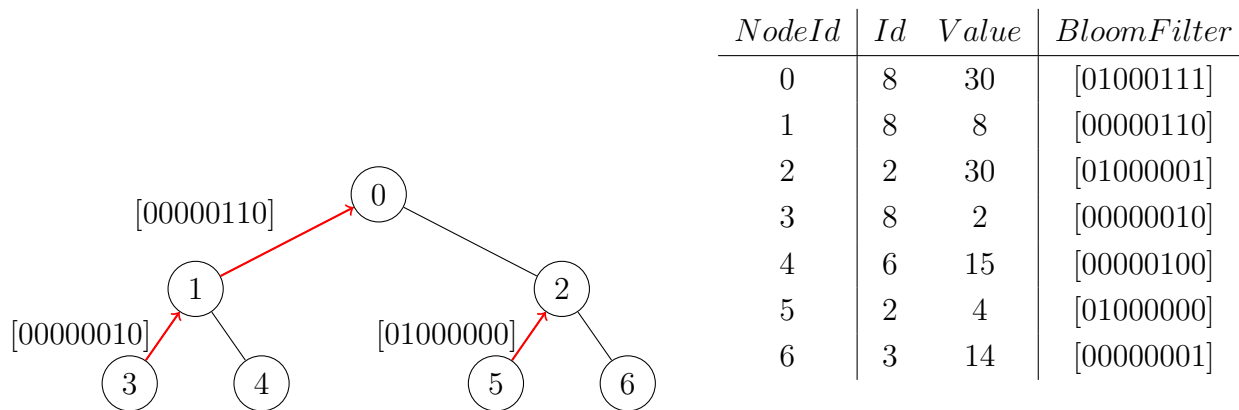 NodeId Id Value BloomFilter
0 8 30 [01000111]
1 8 8 [00000110]
2 2 30 [01000001]
3 8 2 [00000010]
4 6 15 [00000100]
5 2 4 [01000000]
6 3 14 [00000001]
0
[00000110]
1 2
[00000010] [01000000]
3 4 5 6